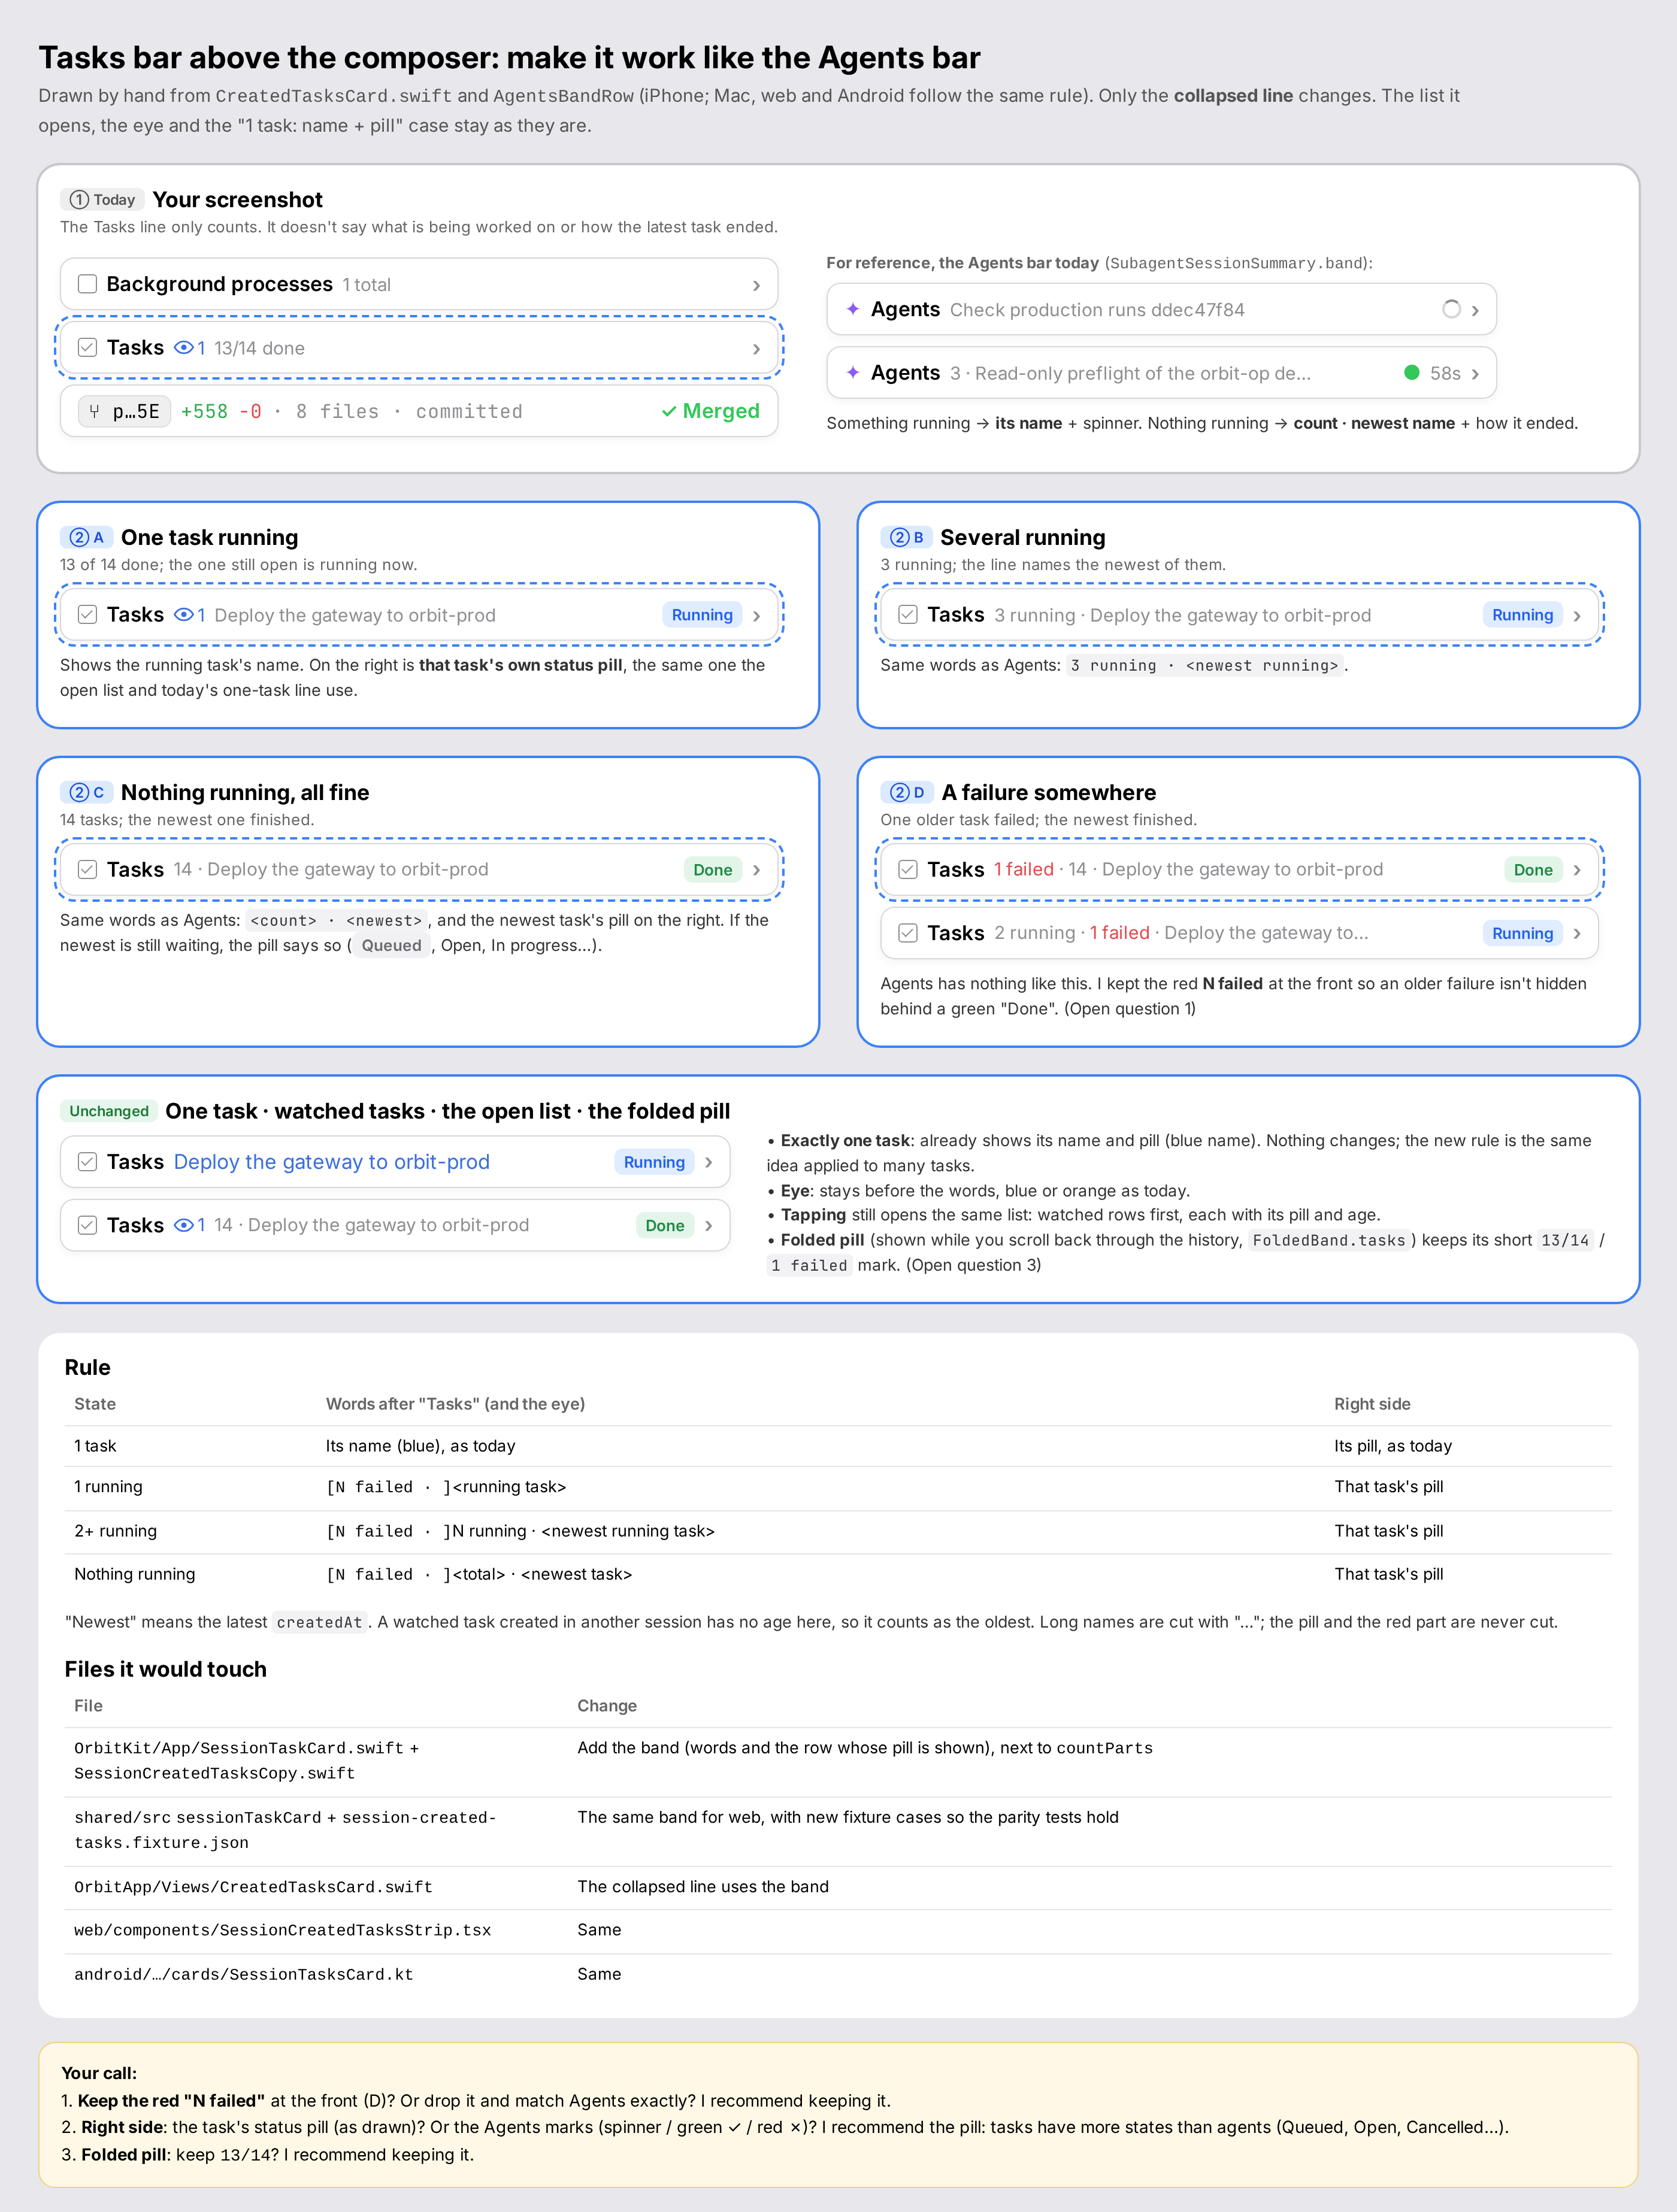 Tasks bar above the composer: make it work like the Agents bar
Drawn by hand from CreatedTasksCard.swift and AgentsBandRow (iPhone; Mac, web and Android follow the same rule). Only the collapsed line changes. The list it
opens, the eye and the "1 task: name + pill" case stay as they are.
1 Today Your screenshot
The Tasks line only counts. It doesn't say what is being worked on or how the latest task ended.
Background processes 1 total ›
Tasks 1 13/14 done ›
p…5E +558 -0 · 8 files · committed ✓ Merged
For reference, the Agents bar today (SubagentSessionSummary.band):
✦ Agents Check production runs ddec47f84 ›
✦ Agents 3 · Read-only preflight of the orbit-op de… 58s ›
Something running → its name + spinner. Nothing running → count · newest name + how it ended.
2 A One task running
13 of 14 done; the one still open is running now.
Tasks 1 Deploy the gateway to orbit-prod Running ›
Shows the running task's name. On the right is that task's own status pill, the same one the
open list and today's one-task line use.
2 B Several running
3 running; the line names the newest of them.
Tasks 3 running · Deploy the gateway to orbit-prod Running ›
Same words as Agents: 3 running · <newest running>.
2 C Nothing running, all fine
14 tasks; the newest one finished.
Tasks 14 · Deploy the gateway to orbit-prod Done ›
Same words as Agents: <count> · <newest>, and the newest task's pill on the right. If the
newest is still waiting, the pill says so (Queued, Open, In progress…).
2 D A failure somewhere
One older task failed; the newest finished.
Tasks 1 failed · 14 · Deploy the gateway to orbit-prod Done ›
Tasks 2 running · 1 failed · Deploy the gateway to… Running ›
Agents has nothing like this. I kept the red N failed at the front so an older failure isn't hidden
behind a green "Done". (Open question 1)
Unchanged One task · watched tasks · the open list · the folded pill
Tasks Deploy the gateway to orbit-prod Running ›
Tasks 1 14 · Deploy the gateway to orbit-prod Done ›
• Exactly one task: already shows its name and pill (blue name). Nothing changes; the new rule is the same
idea applied to many tasks.
• Eye: stays before the words, blue or orange as today.
• Tapping still opens the same list: watched rows first, each with its pill and age.
• Folded pill (shown while you scroll back through the history, FoldedBand.tasks) keeps its short 13/14 /
1 failed mark. (Open question 3)
Rule
State Words after "Tasks" (and the eye) Right side
1 task Its name (blue), as today Its pill, as today
1 running [N failed · ]<running task> That task's pill
2+ running [N failed · ]N running · <newest running task> That task's pill
Nothing running [N failed · ]<total> · <newest task> That task's pill
"Newest" means the latest createdAt. A watched task created in another session has no age here, so it counts as the oldest. Long names are cut with "…"; the pill and the red part are never cut.
Files it would touch
File Change
OrbitKit/App/SessionTaskCard.swift + Add the band (words and the row whose pill is shown), next to countParts
SessionCreatedTasksCopy.swift
shared/src sessionTaskCard + session-created- The same band for web, with new fixture cases so the parity tests hold
tasks.fixture.json
OrbitApp/Views/CreatedTasksCard.swift The collapsed line uses the band
web/components/SessionCreatedTasksStrip.tsx Same
android/…/cards/SessionTasksCard.kt Same
Your call:
1. Keep the red "N failed" at the front (D)? Or drop it and match Agents exactly? I recommend keeping it.
2. Right side: the task's status pill (as drawn)? Or the Agents marks (spinner / green ✓ / red ×)? I recommend the pill: tasks have more states than agents (Queued, Open, Cancelled…).
3. Folded pill: keep 13/14? I recommend keeping it.